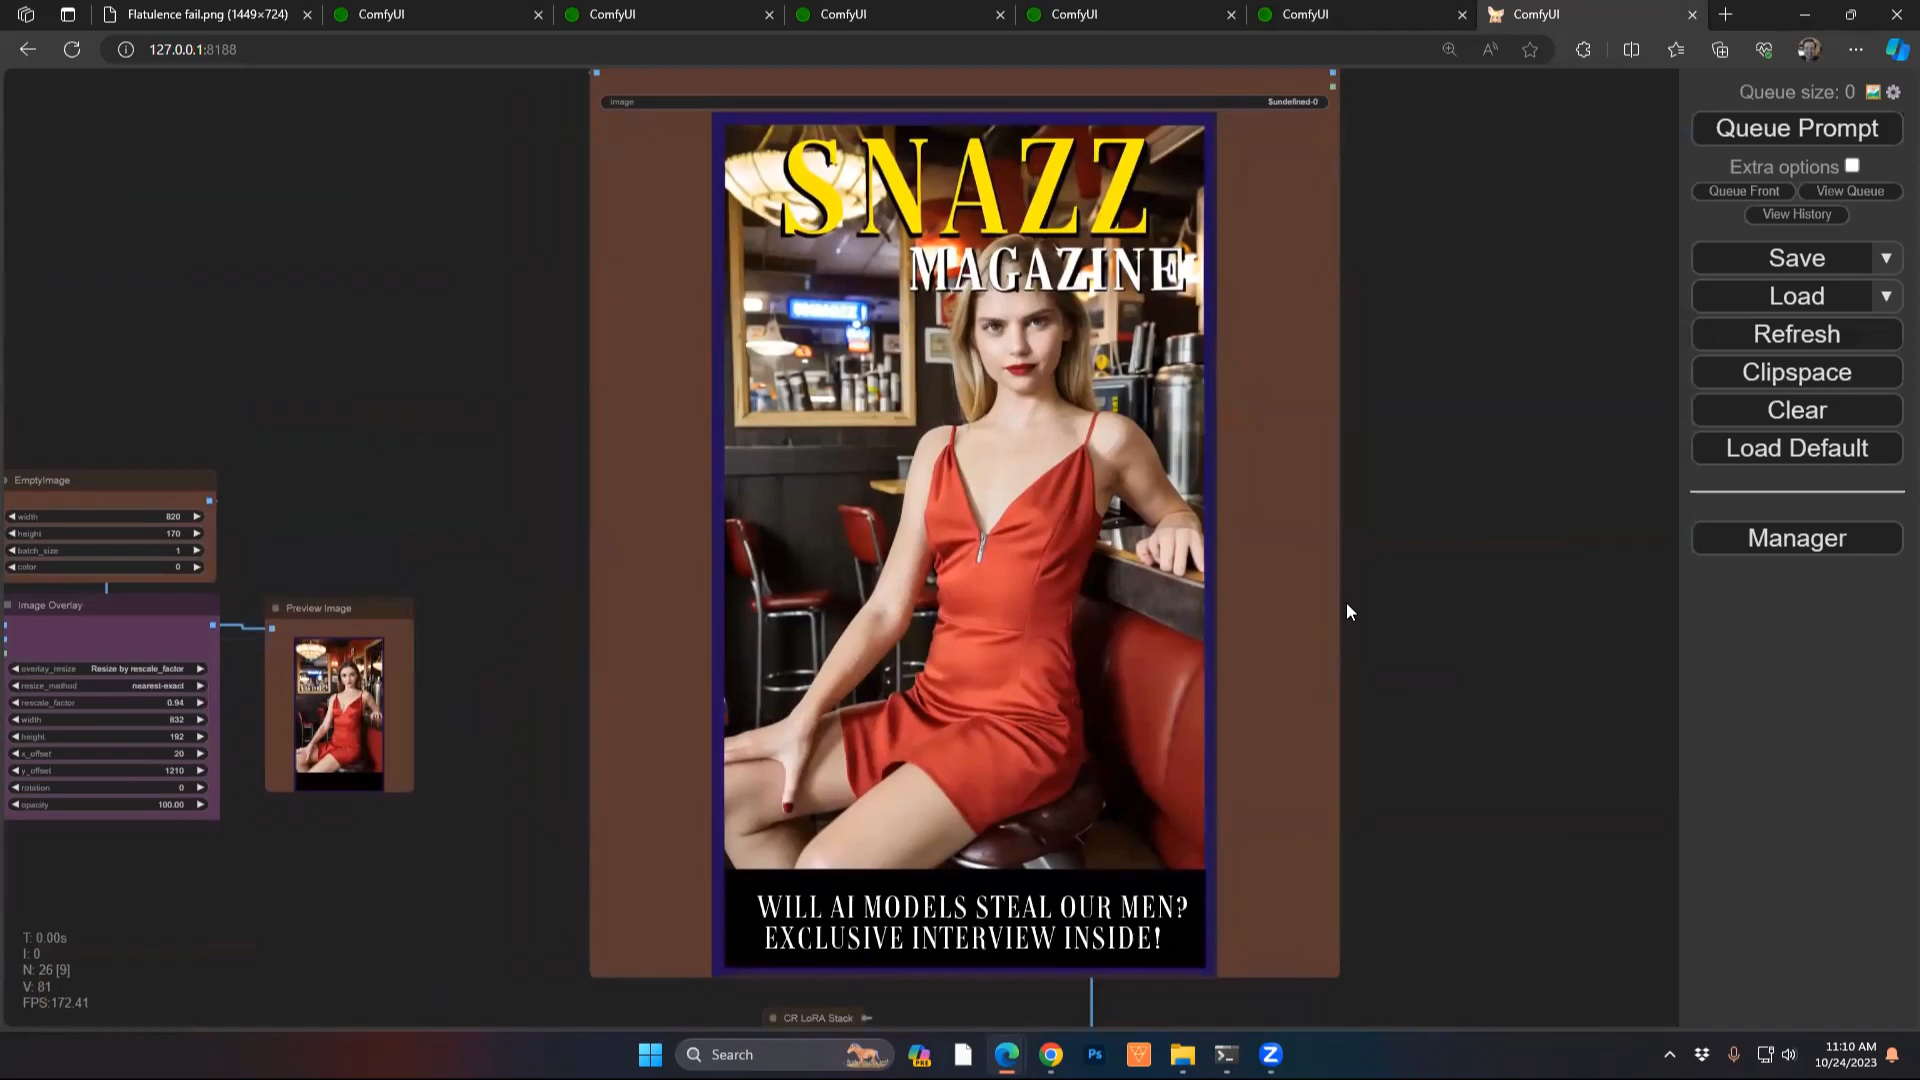 Flatulence fail.png (1449×724)
ComfyUI
ComfyUI
ComfyUI
ComfyUI
ComfyUI
ComfyUI
127.0.0.1:8188
image
$undefined-0
SNAZZ
MAGAZINE
WILL AI MODELS STEAL OUR MEN?
EXCLUSIVE INTERVIEW INSIDE!
EmptyImage
width 820
height 170
batch_size 1
color 0
Image Overlay
overlay_resize Resize by rescale_factor
resize_method nearest-exact
rescale_factor 0.94
width 832
height 192
x_offset 20
y_offset 1210
rotation 0
opacity 100.00
Preview Image
T: 0.00s
I: 0
N: 26 [9]
V: 81
FPS:172.41
CR LoRA Stack
Queue size: 0
Queue Prompt
Extra options
Queue Front
View Queue
View History
Save
Load
Refresh
Clipspace
Clear
Load Default
Manager
Search
PRE
Ps
Z
11:10 AM
10/24/2023